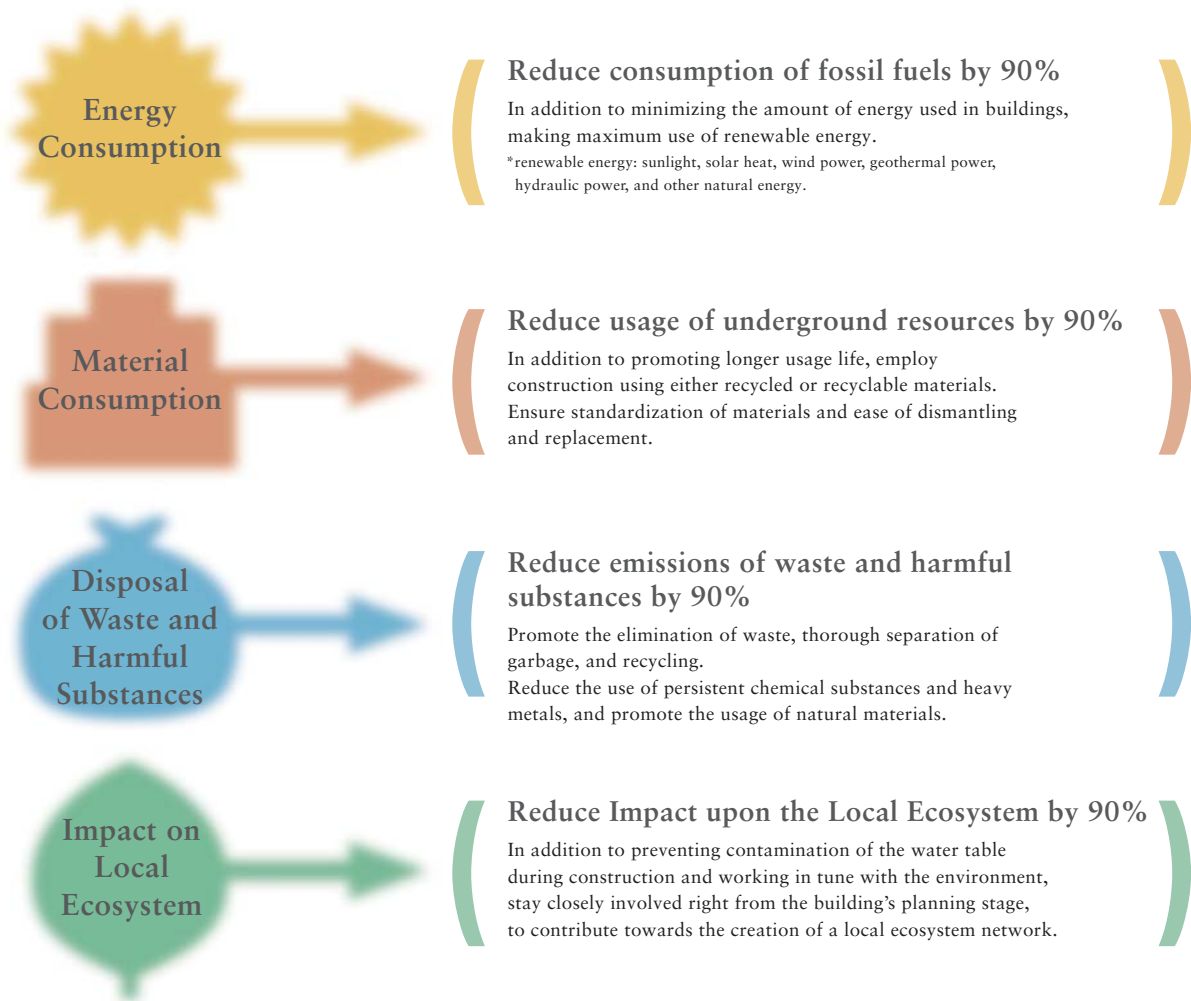 Energy
Consumption
Reduce consumption of fossil fuels by 90%
In addition to minimizing the amount of energy used in buildings,
making maximum use of renewable energy.
*renewable energy: sunlight, solar heat, wind power, geothermal power,
hydraulic power, and other natural energy.
Material
Consumption
Reduce usage of underground resources by 90%
In addition to promoting longer usage life, employ
construction using either recycled or recyclable materials.
Ensure standardization of materials and ease of dismantling
and replacement.
Disposal
of Waste and
Harmful
Substances
Reduce emissions of waste and harmful
substances by 90%
Promote the elimination of waste, thorough separation of
garbage, and recycling.
Reduce the use of persistent chemical substances and heavy
metals, and promote the usage of natural materials.
Impact on
Local
Ecosystem
Reduce Impact upon the Local Ecosystem by 90%
In addition to preventing contamination of the water table
during construction and working in tune with the environment,
stay closely involved right from the building’s planning stage,
to contribute towards the creation of a local ecosystem network.